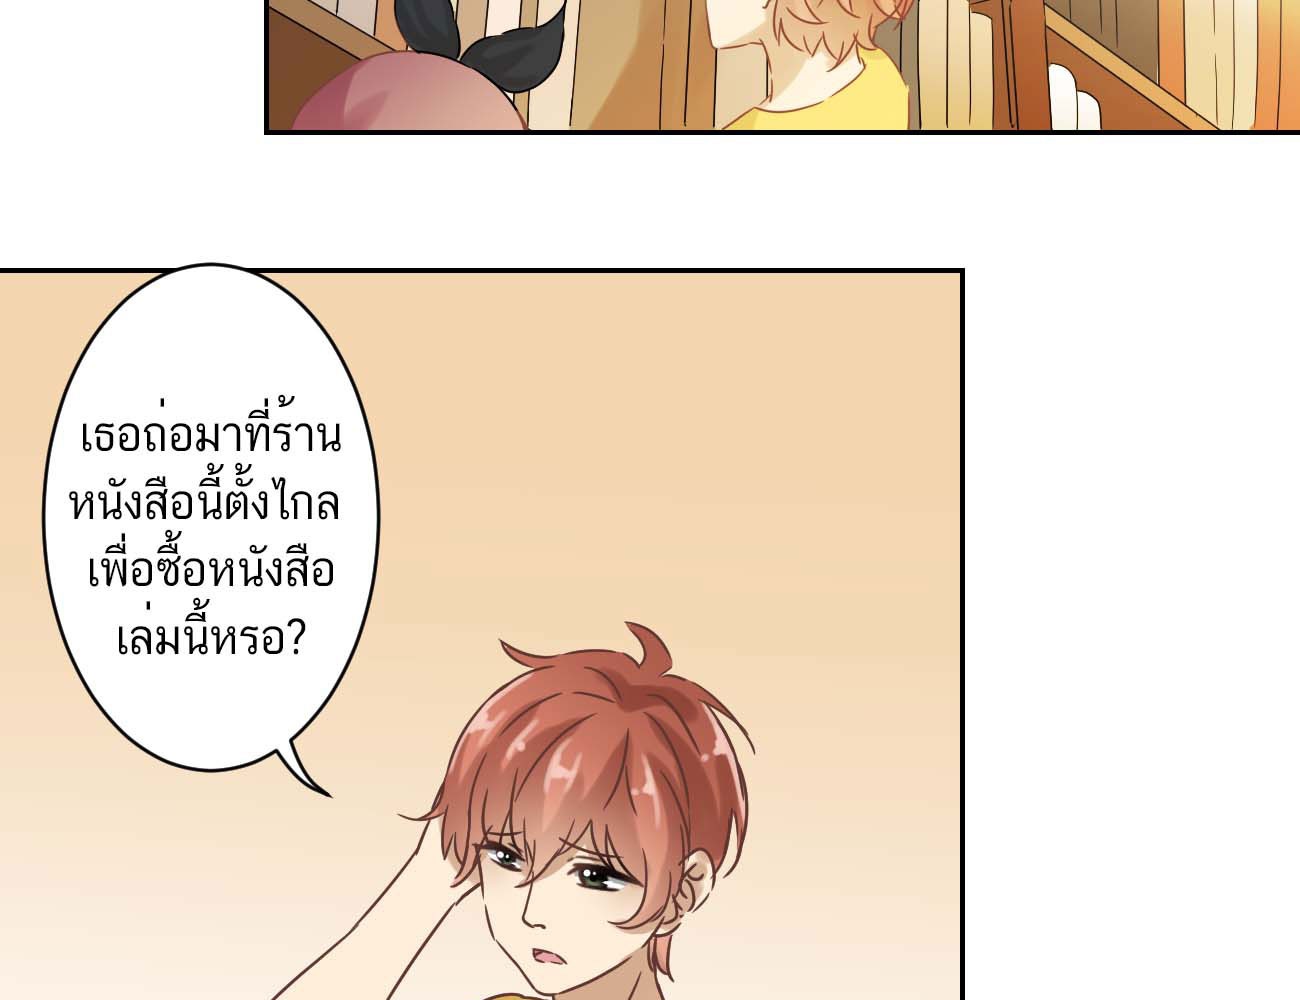 เธอถ่อมาที่ร้าน
หนังสือนี้ตั้งไกล
เพื่อซื้อหนังสือ
เล่มนี้หรอ?